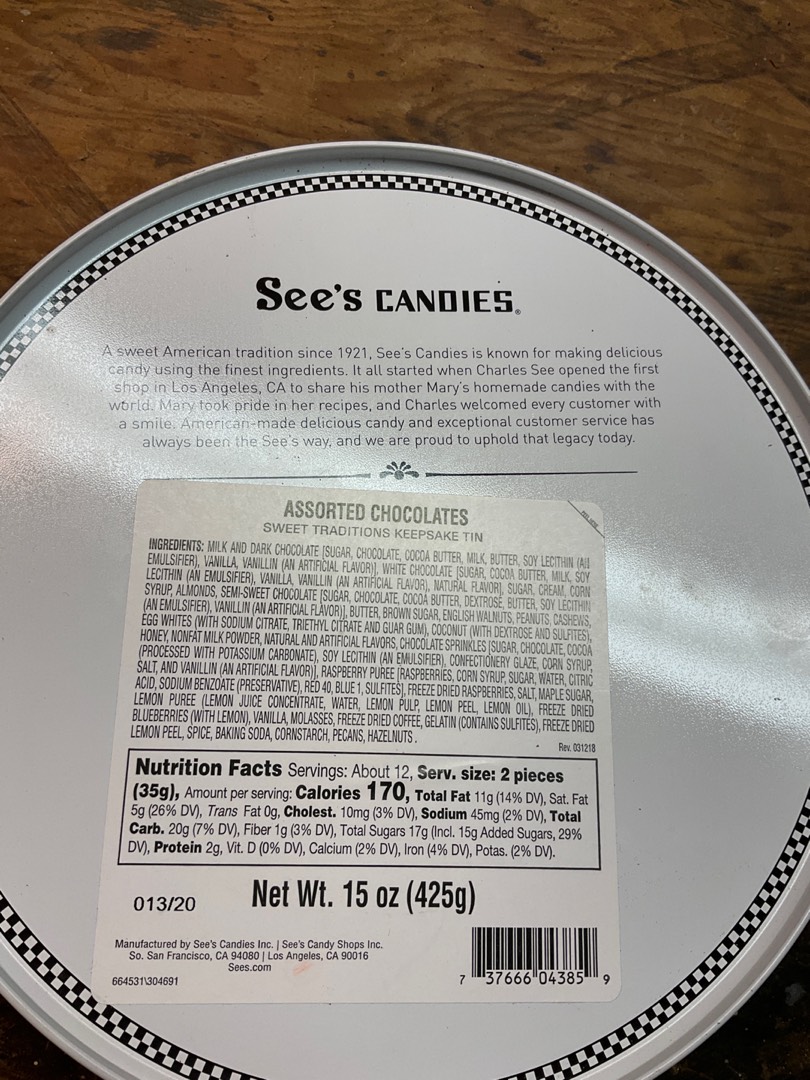 See's CANDIES®
A sweet American tradition since 1921, See's Candies is known for making delicious
candy using the finest ingredients. It all started when Charles See opened the first
shop in Los Angeles, CA to share his mother Mary's homemade candies with the
world. Mary took pride in her recipes, and Charles welcomed every customer with
a smile. American-made delicious candy and exceptional customer service has
always been the See's way, and we are proud to uphold that legacy today.
ASSORTED CHOCOLATES
SWEET TRADITIONS KEEPSAKE TIN
INGREDIENTS: MILK AND DARK CHOCOLATE [SUGAR, CHOCOLATE, COCOA BUTTER, MILK, BUTTER, SOY LECITHIN (AN
EMULSIFIER), VANILLA, VANILLIN (AN ARTIFICIAL FLAVOR)], WHITE CHOCOLATE [SUGAR, COCOA BUTTER, MILK, SOY
LECITHIN (AN EMULSIFIER), VANILLA, VANILLIN (AN ARTIFICIAL FLAVOR), NATURAL FLAVOR], SUGAR, CREAM, CORN
SYRUP, ALMONDS, SEMI-SWEET CHOCOLATE [SUGAR, CHOCOLATE, COCOA BUTTER, DEXTROSE, BUTTER, SOY LECITHIN
(AN EMULSIFIER), VANILLIN (AN ARTIFICIAL FLAVOR)], BUTTER, BROWN SUGAR, ENGLISH WALNUTS, PEANUTS, CASHEWS,
EGG WHITES (WITH SODIUM CITRATE, TRIETHYL CITRATE AND GUAR GUM), COCONUT (WITH DEXTROSE AND SULFITES),
HONEY, NONFAT MILK POWDER, NATURAL AND ARTIFICIAL FLAVORS, CHOCOLATE SPRINKLES [SUGAR, CHOCOLATE, COCOA
(PROCESSED WITH POTASSIUM CARBONATE), SOY LECITHIN (AN EMULSIFIER), CONFECTIONERY GLAZE, CORN SYRUP,
SALT, AND VANILLIN (AN ARTIFICIAL FLAVOR)], RASPBERRY PUREE [RASPBERRIES, CORN SYRUP, SUGAR, WATER, CITRIC
ACID, SODIUM BENZOATE (PRESERVATIVE), RED 40, BLUE 1, SULFITES], FREEZE DRIED RASPBERRIES, SALT, MAPLE SUGAR,
LEMON PUREE (LEMON JUICE CONCENTRATE, WATER, LEMON PULP, LEMON PEEL, LEMON OIL), FREEZE DRIED
BLUEBERRIES (WITH LEMON), VANILLA, MOLASSES, FREEZE DRIED COFFEE, GELATIN (CONTAINS SULFITES), FREEZE DRIED
LEMON PEEL, SPICE, BAKING SODA, CORNSTARCH, PECANS, HAZELNUTS.
Rev. 031218
Nutrition Facts Servings: About 12, Serv. size: 2 pieces
(35g), Amount per serving: Calories 170, Total Fat 11g (14% DV), Sat. Fat
5g (26% DV), Trans Fat 0g, Cholest. 10mg (3% DV), Sodium 45mg (2% DV), Total
Carb. 20g (7% DV), Fiber 1g (3% DV), Total Sugars 17g (Incl. 15g Added Sugars, 29%
DV), Protein 2g, Vit. D (0% DV), Calcium (2% DV), Iron (4% DV), Potas. (2% DV).
013/20
Net Wt. 15 oz (425g)
Manufactured by See's Candies Inc. | See's Candy Shops Inc.
So. San Francisco, CA 94080 | Los Angeles, CA 90016
Sees.com
664531\304691
7 37666 04385 9